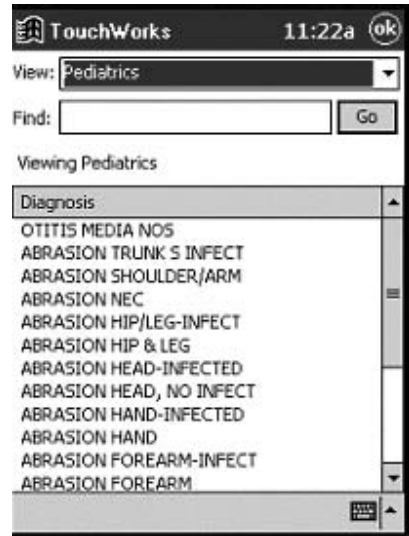 TouchWorks 11:22a ok
View: Pediatrics
Find: Go
Viewing Pediatrics
Diagnosis
OTITIS MEDIA NOS
ABRASION TRUNK S INFECT
ABRASION SHOULDER/ARM
ABRASION NEC
ABRASION HIP/LEG-INFECT
ABRASION HIP & LEG
ABRASION HEAD-INFECTED
ABRASION HEAD, NO INFECT
ABRASION HAND-INFECTED
ABRASION HAND
ABRASION FOREARM-INFECT
ABRASION FOREARM